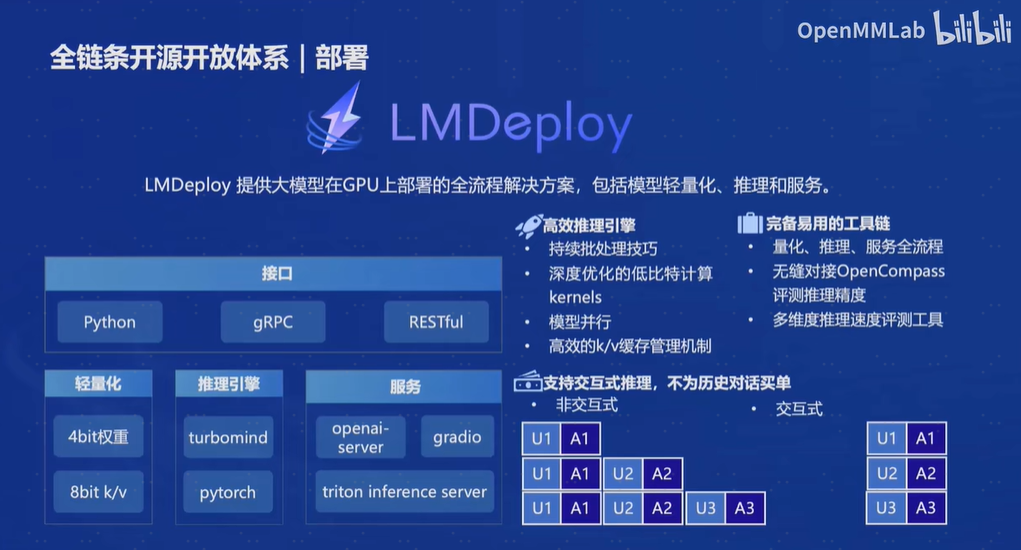 OpenMMLab bilibili
全链条开源开放体系｜部署
LMDeploy
LMDeploy 提供大模型在GPU上部署的全流程解决方案，包括模型轻量化、推理和服务。
接口
Python
gRPC
RESTful
轻量化
4bit权重
8bit k/v
推理引擎
turbomind
pytorch
服务
openai-
server
gradio
triton inference server
高效推理引擎
• 持续批处理技巧
• 深度优化的低比特计算
kernels
• 模型并行
• 高效的k/v缓存管理机制
完备易用的工具链
• 量化、推理、服务全流程
• 无缝对接OpenCompass
评测推理精度
• 多维度推理速度评测工具
支持交互式推理，不为历史对话买单
• 非交互式
U1 A1
U1 A1 U2 A2
U1 A1 U2 A2 U3 A3
• 交互式
U1 A1
U2 A2
U3 A3